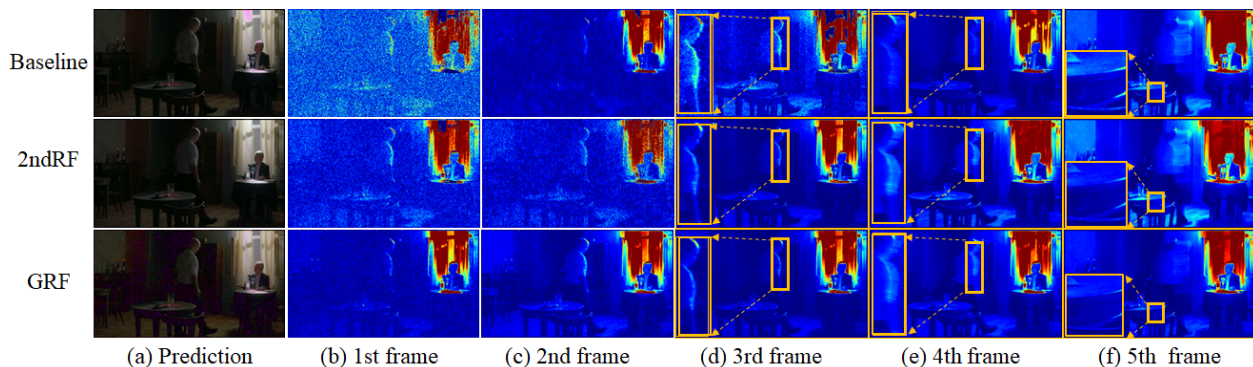 Baseline
2ndRF
GRF
(a) Prediction
(b) 1st frame
(c) 2nd frame
(d) 3rd frame
(e) 4th frame
(f) 5th frame